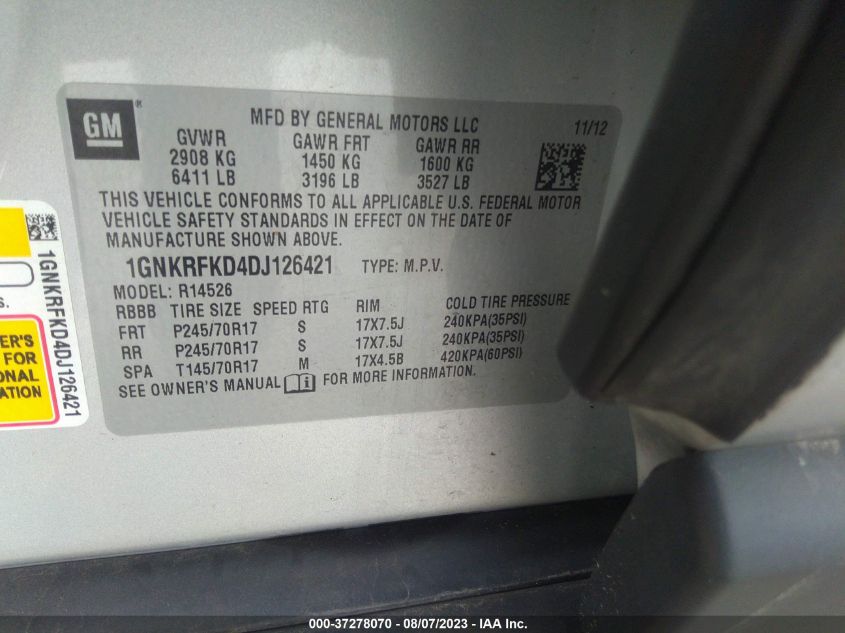 GM
MFD BY GENERAL MOTORS LLC 11/12
GVWR GAWR FRT GAWR RR
2908 KG 1450 KG 1600 KG
6411 LB 3196 LB 3527 LB
THIS VEHICLE CONFORMS TO ALL APPLICABLE U.S. FEDERAL MOTOR
VEHICLE SAFETY STANDARDS IN EFFECT ON THE DATE OF
MANUFACTURE SHOWN ABOVE.
1GNKRFKD4DJ126421 TYPE: M.P.V.
MODEL: R14526
RBBB TIRE SIZE SPEED RTG RIM COLD TIRE PRESSURE
FRT P245/70R17 S 17X7.5J 240KPA(35PSI)
RR P245/70R17 S 17X7.5J 240KPA(35PSI)
SPA T145/70R17 M 17X4.5B 420KPA(60PSI)
SEE OWNER'S MANUAL FOR MORE INFORMATION.
1GNKRFKD4DJ126421
S.
ER'S
FOR
ONAL
ATION
000-37278070 - 08/07/2023 - IAA Inc.